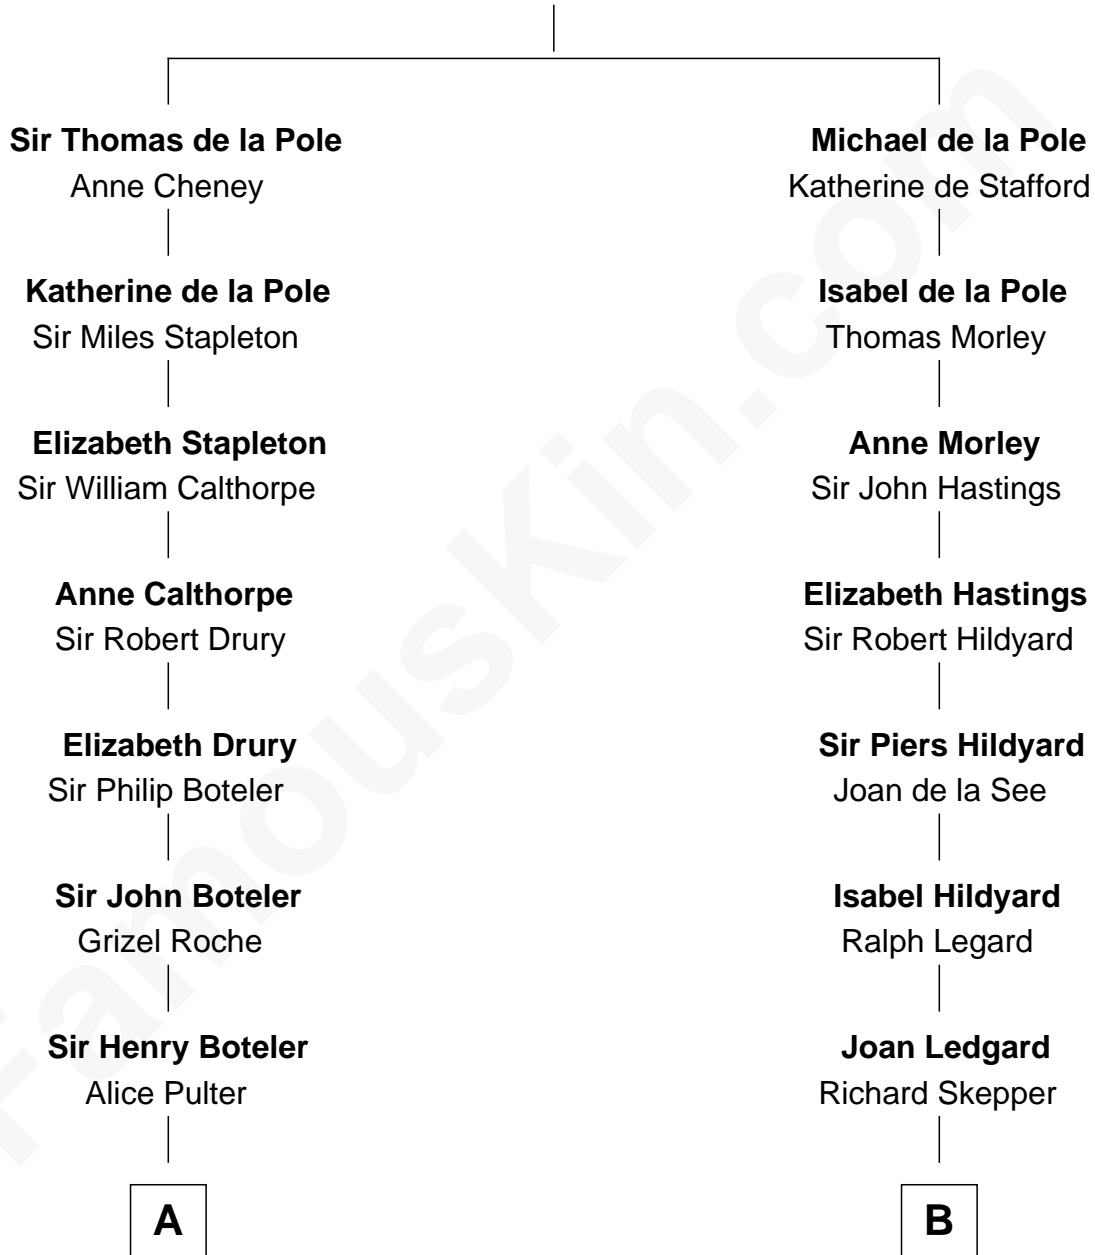 Sir Thomas de la Pole
Anne Cheney
Katherine de la Pole
Sir Miles Stapleton
Elizabeth Stapleton
Sir William Calthorpe
Anne Calthorpe
Sir Robert Drury
Elizabeth Drury
Sir Philip Boteler
Sir John Boteler
Grizel Roche
Sir Henry Boteler
Alice Pulter
A
Michael de la Pole
Katherine de Stafford
Isabel de la Pole
Thomas Morley
Anne Morley
Sir John Hastings
Elizabeth Hastings
Sir Robert Hildyard
Sir Piers Hildyard
Joan de la See
Isabel Hildyard
Ralph Legard
Joan Ledgard
Richard Skepper
B
FamousKin.com